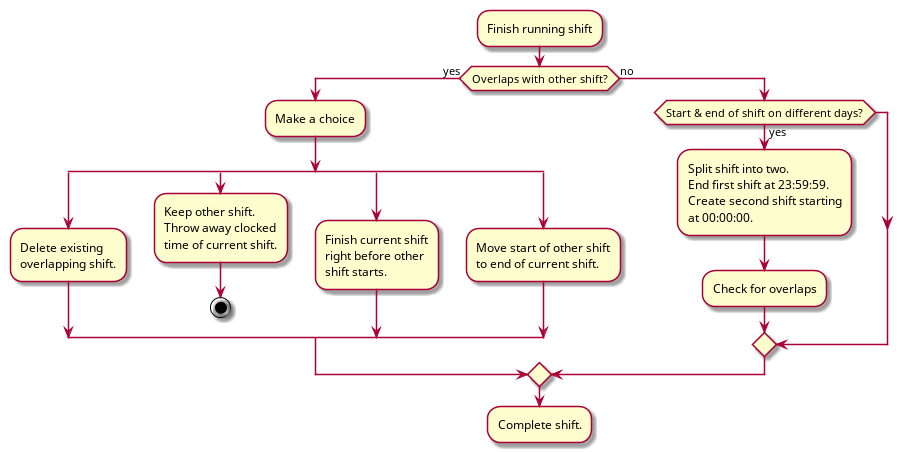 Finish running shift
yes
Overlaps with other shift?
no
Make a choice
Start & end of shift on different days?
yes
Delete existing
overlapping shift.
Keep other shift.
Throw away clocked
time of current shift.
Finish current shift
right before other
shift starts.
Move start of other shift
to end of current shift.
Split shift into two.
End first shift at 23:59:59.
Create second shift starting
at 00:00:00.
Check for overlaps
Complete shift.